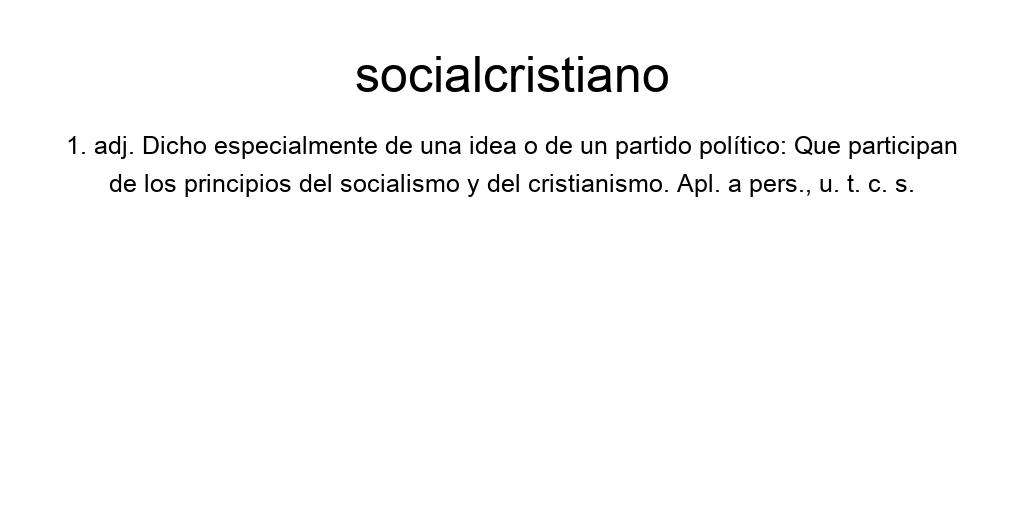 socialcristiano
1. adj. Dicho especialmente de una idea o de un partido político: Que participan
de los principios del socialismo y del cristianismo. Apl. a pers., u. t. c. s.